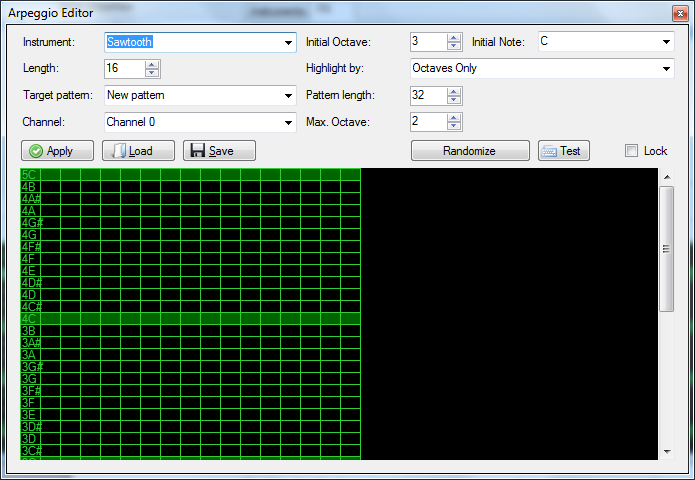 Arpeggio Editor
Instrument: Sawtooth Initial Octave: 3 Initial Note: C
Length: 16 Highlight by: Octaves Only
Target pattern: New pattern Pattern length: 32
Channel: Channel 0 Max. Octave: 2
Apply Load Save Randomize Test Lock
5C
4B
4A#
4A
4G#
4G
4F#
4F
4E
4D#
4D
4C#
4C
3B
3A#
3A
3G#
3G
3F#
3F
3E
3D#
3D
3C#